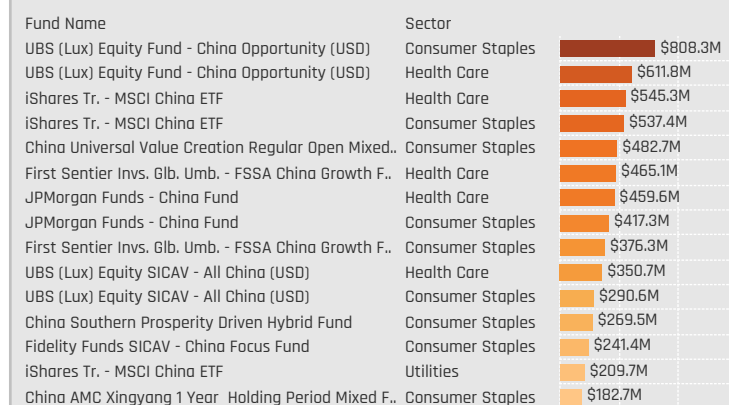 Fund Name Sector
UBS (Lux) Equity Fund - China Opportunity (USD) Consumer Staples $808.3M
UBS (Lux) Equity Fund - China Opportunity (USD) Health Care $611.8M
iShares Tr. - MSCI China ETF Health Care $545.3M
iShares Tr. - MSCI China ETF Consumer Staples $537.4M
China Universal Value Creation Regular Open Mixed.. Consumer Staples $482.7M
First Sentier Invs. Glb. Umb. - FSSA China Growth F.. Health Care $465.1M
JPMorgan Funds - China Fund Health Care $459.6M
JPMorgan Funds - China Fund Consumer Staples $417.3M
First Sentier Invs. Glb. Umb. - FSSA China Growth F.. Consumer Staples $376.3M
UBS (Lux) Equity SICAV - All China (USD) Health Care $350.7M
UBS (Lux) Equity SICAV - All China (USD) Consumer Staples $290.6M
China Southern Prosperity Driven Hybrid Fund Consumer Staples $269.5M
Fidelity Funds SICAV - China Focus Fund Consumer Staples $241.4M
iShares Tr. - MSCI China ETF Utilities $209.7M
China AMC Xingyang 1 Year Holding Period Mixed F.. Consumer Staples $182.7M